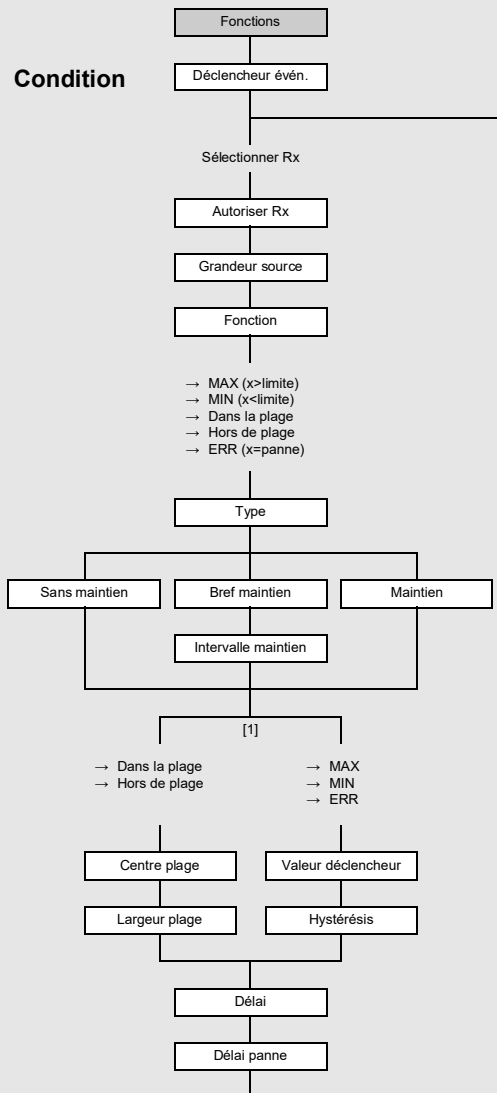 Fonctions
Condition
Déclencheur évén.
Sélectionner Rx
Autoriser Rx
Grandeur source
Fonction
→ MAX (x>limite)
→ MIN (x<limite)
→ Dans la plage
→ Hors de plage
→ ERR (x=panne)
Type
Sans maintien
Bref maintien
Maintien
Intervalle maintien
[1]
→ Dans la plage
→ Hors de plage
→ MAX
→ MIN
→ ERR
Centre plage
Valeur déclencheur
Largeur plage
Hystérésis
Délai
Délai panne